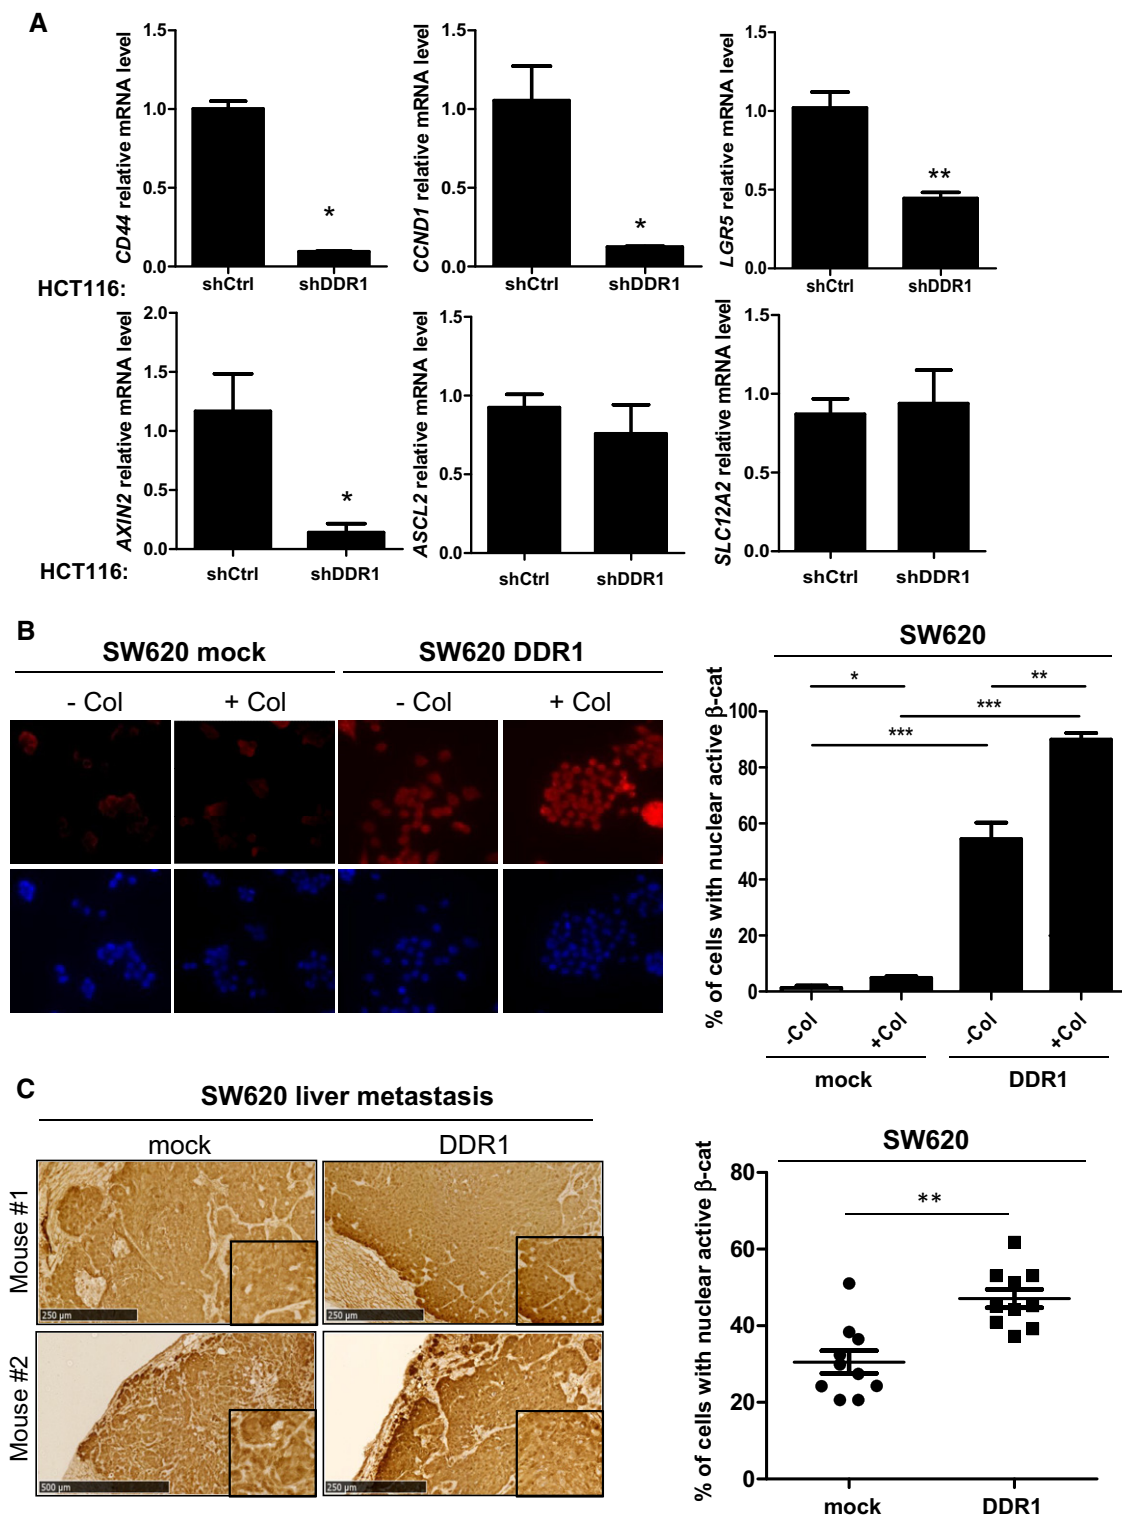 A
CD44 relative mRNA level
1.5
1.0
0.5
0.0
*
shCtrl
shDDR1
CCND1 relative mRNA level
1.5
1.0
0.5
0.0
*
shCtrl
shDDR1
LGR5 relative mRNA level
1.5
1.0
0.5
0.0
**
shCtrl
shDDR1
HCT116:
AXIN2 relative mRNA level
2.0
1.5
1.0
0.5
0.0
*
shCtrl
shDDR1
ASCL2 relative mRNA level
1.5
1.0
0.5
0.0
shCtrl
shDDR1
SLC12A2 relative mRNA level
1.5
1.0
0.5
0.0
shCtrl
shDDR1
HCT116:
B
SW620 mock
SW620 DDR1
- Col
+ Col
- Col
+ Col
SW620
% of cells with nuclear active β-cat
100
80
60
40
20
0
*
**
***
***
-Col
+Col
-Col
+Col
mock
DDR1
C
SW620 liver metastasis
mock
DDR1
Mouse #1
250 µm
250 µm
Mouse #2
500 µm
250 µm
SW620
% of cells with nuclear active β-cat
80
60
40
20
0
**
mock
DDR1